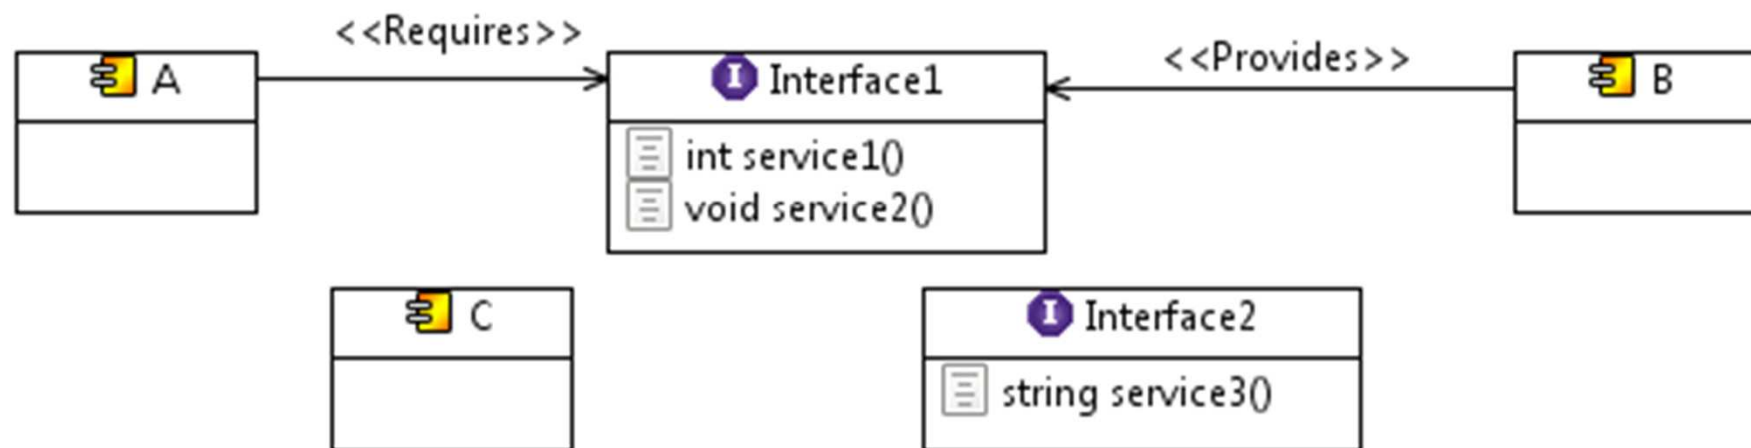 <<Requires>>
<<Provides>>
A
Interface1
B
int service1()
void service2()
C
Interface2
string service3()